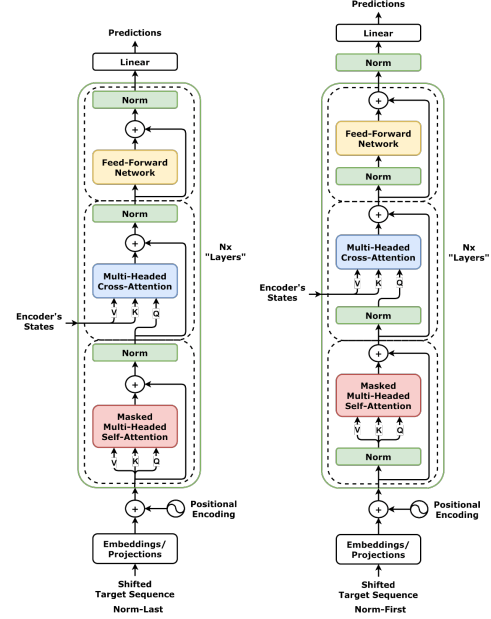 Predictions
Linear
Norm
+
Feed-Forward
Network
Norm
+
Multi-Headed
Cross-Attention
V K Q
Encoder's
States
Norm
+
Masked
Multi-Headed
Self-Attention
V K Q
Nx
"Layers"
+
Positional
Encoding
Embeddings/
Projections
Shifted
Target Sequence
Norm-Last
Predictions
Linear
Norm
+
Feed-Forward
Network
Norm
+
Multi-Headed
Cross-Attention
V K Q
Encoder's
States
Norm
+
Masked
Multi-Headed
Self-Attention
V K Q
Norm
Nx
"Layers"
+
Positional
Encoding
Embeddings/
Projections
Shifted
Target Sequence
Norm-First